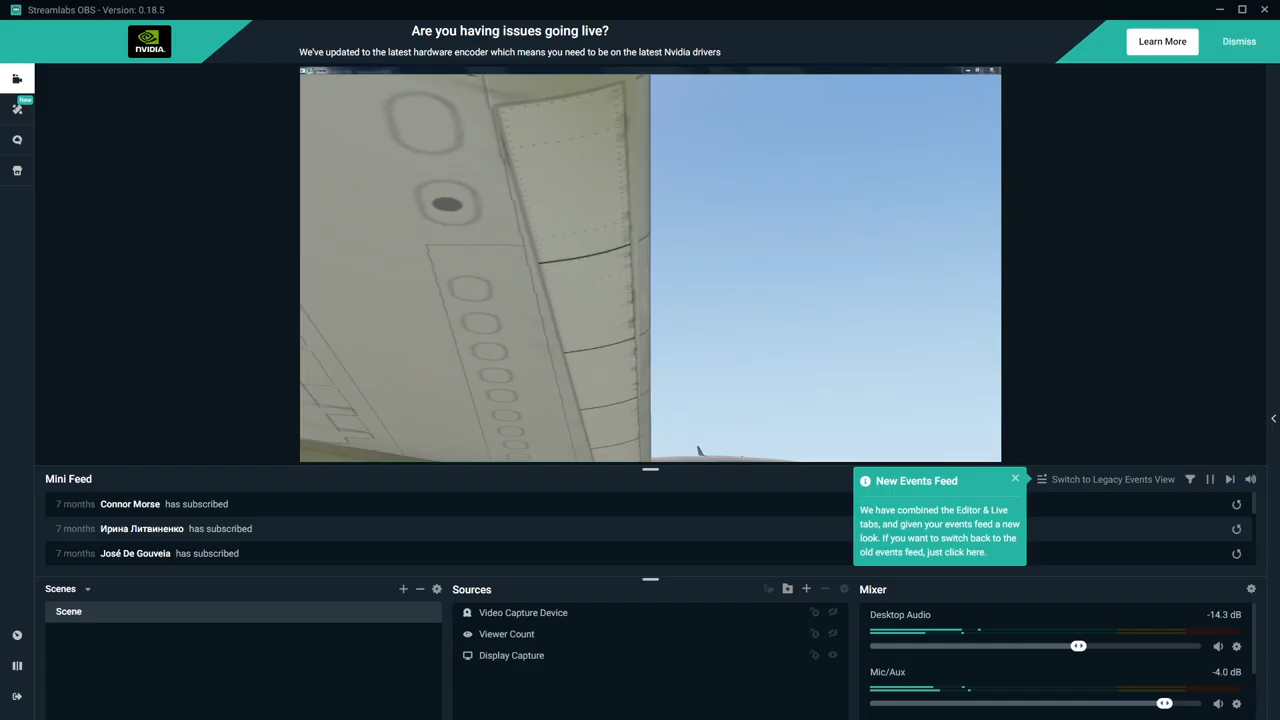 Streamlabs OBS - Version: 0.18.5
NVIDIA.
Are you having issues going live?
We've updated to the latest hardware encoder which means you need to be on the latest Nvidia drivers
Learn More
Dismiss
New
Mini Feed
Switch to Legacy Events View
7 months Connor Morse has subscribed
7 months Ирина Литвиненко has subscribed
7 months José De Gouveia has subscribed
New Events Feed
We have combined the Editor & Live
tabs, and given your events feed a new
look. If you want to switch back to the
old events feed, just click here.
Scenes
Scene
Sources
Video Capture Device
Viewer Count
Display Capture
Mixer
Desktop Audio
-14.3 dB
Mic/Aux
-4.0 dB